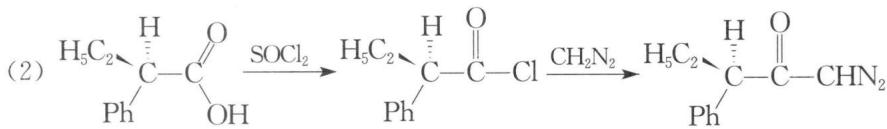 (2) H₅C₂ H C C O OH Ph SOCl₂ H₅C₂ H C C O Cl Ph CH₂N₂ H₅C₂ H C C O CHN₂ Ph